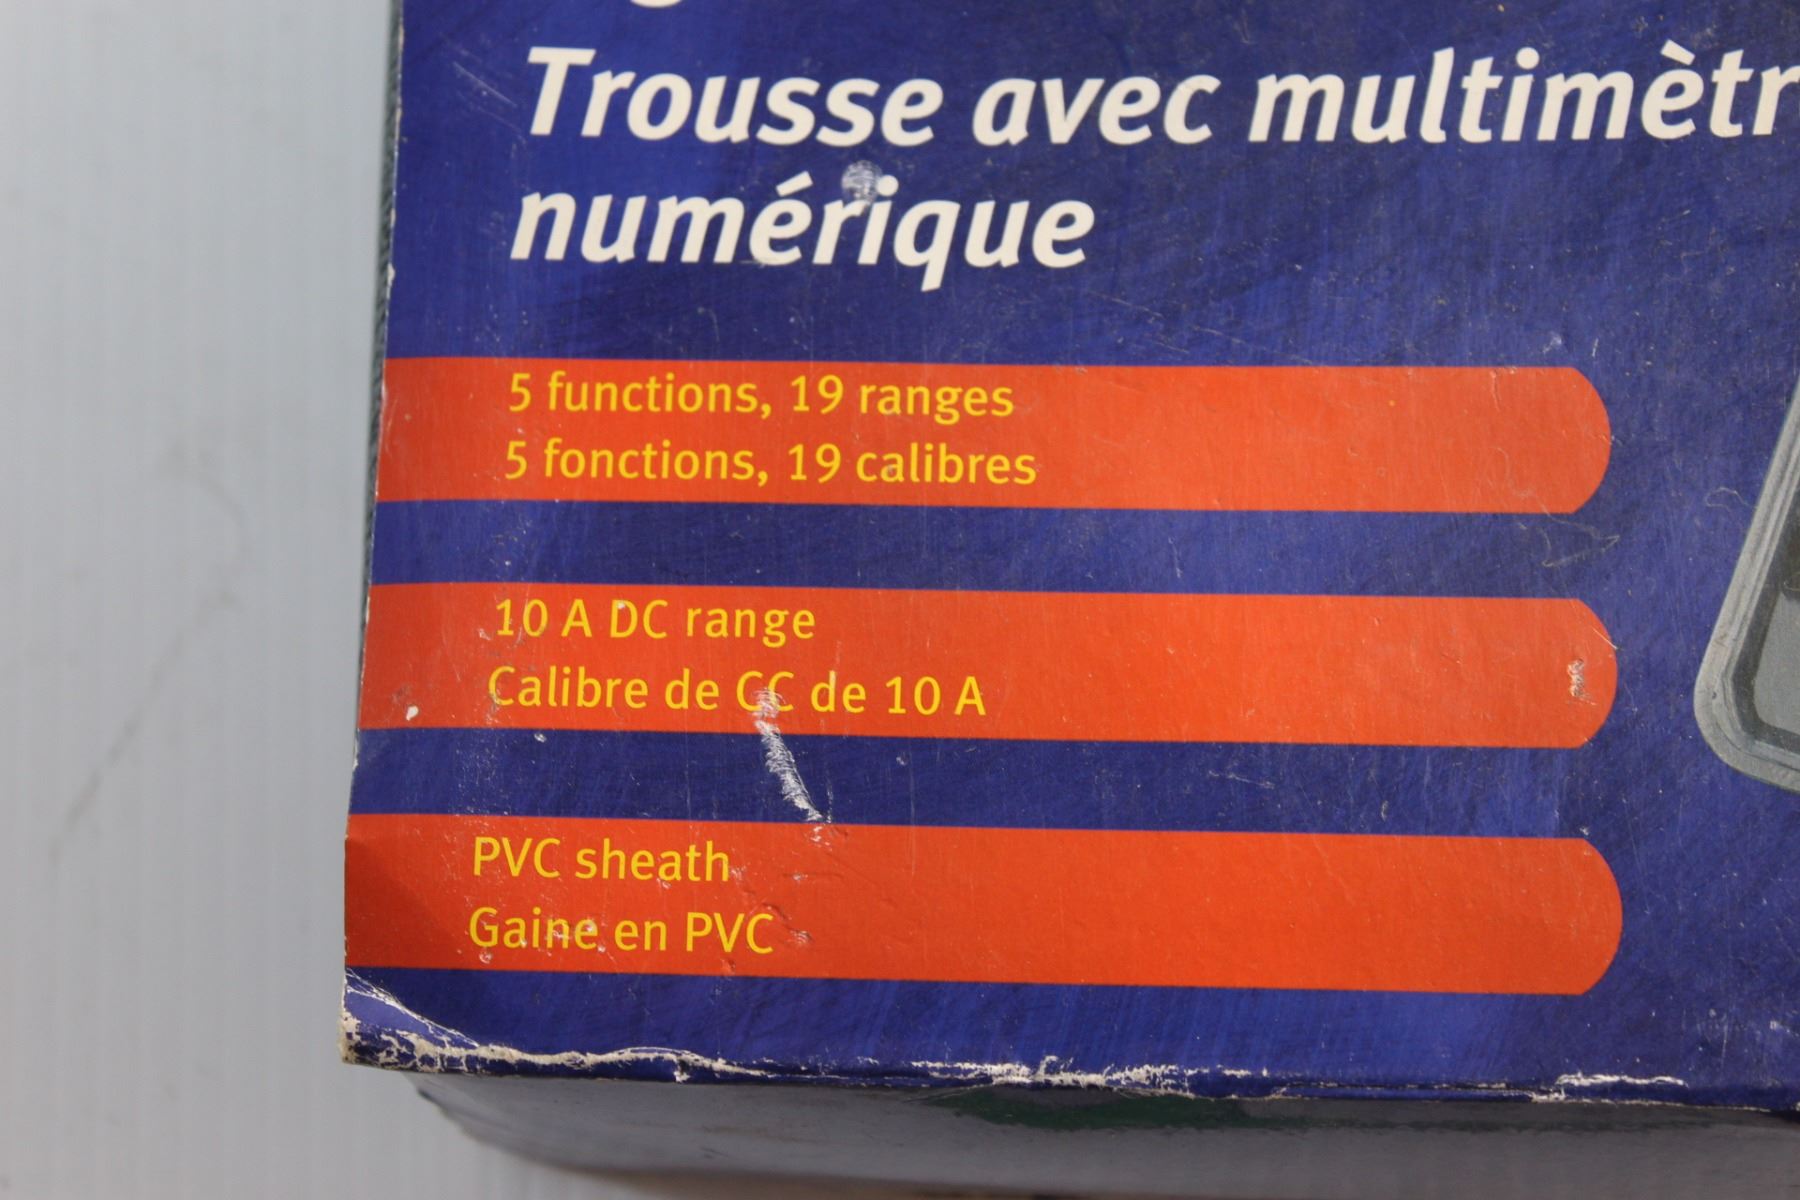 Trousse avec multimètr
numérique
5 functions, 19 ranges
5 fonctions, 19 calibres
10 A DC range
Calibre de CC de 10 A
PVC sheath
Gaine en PVC